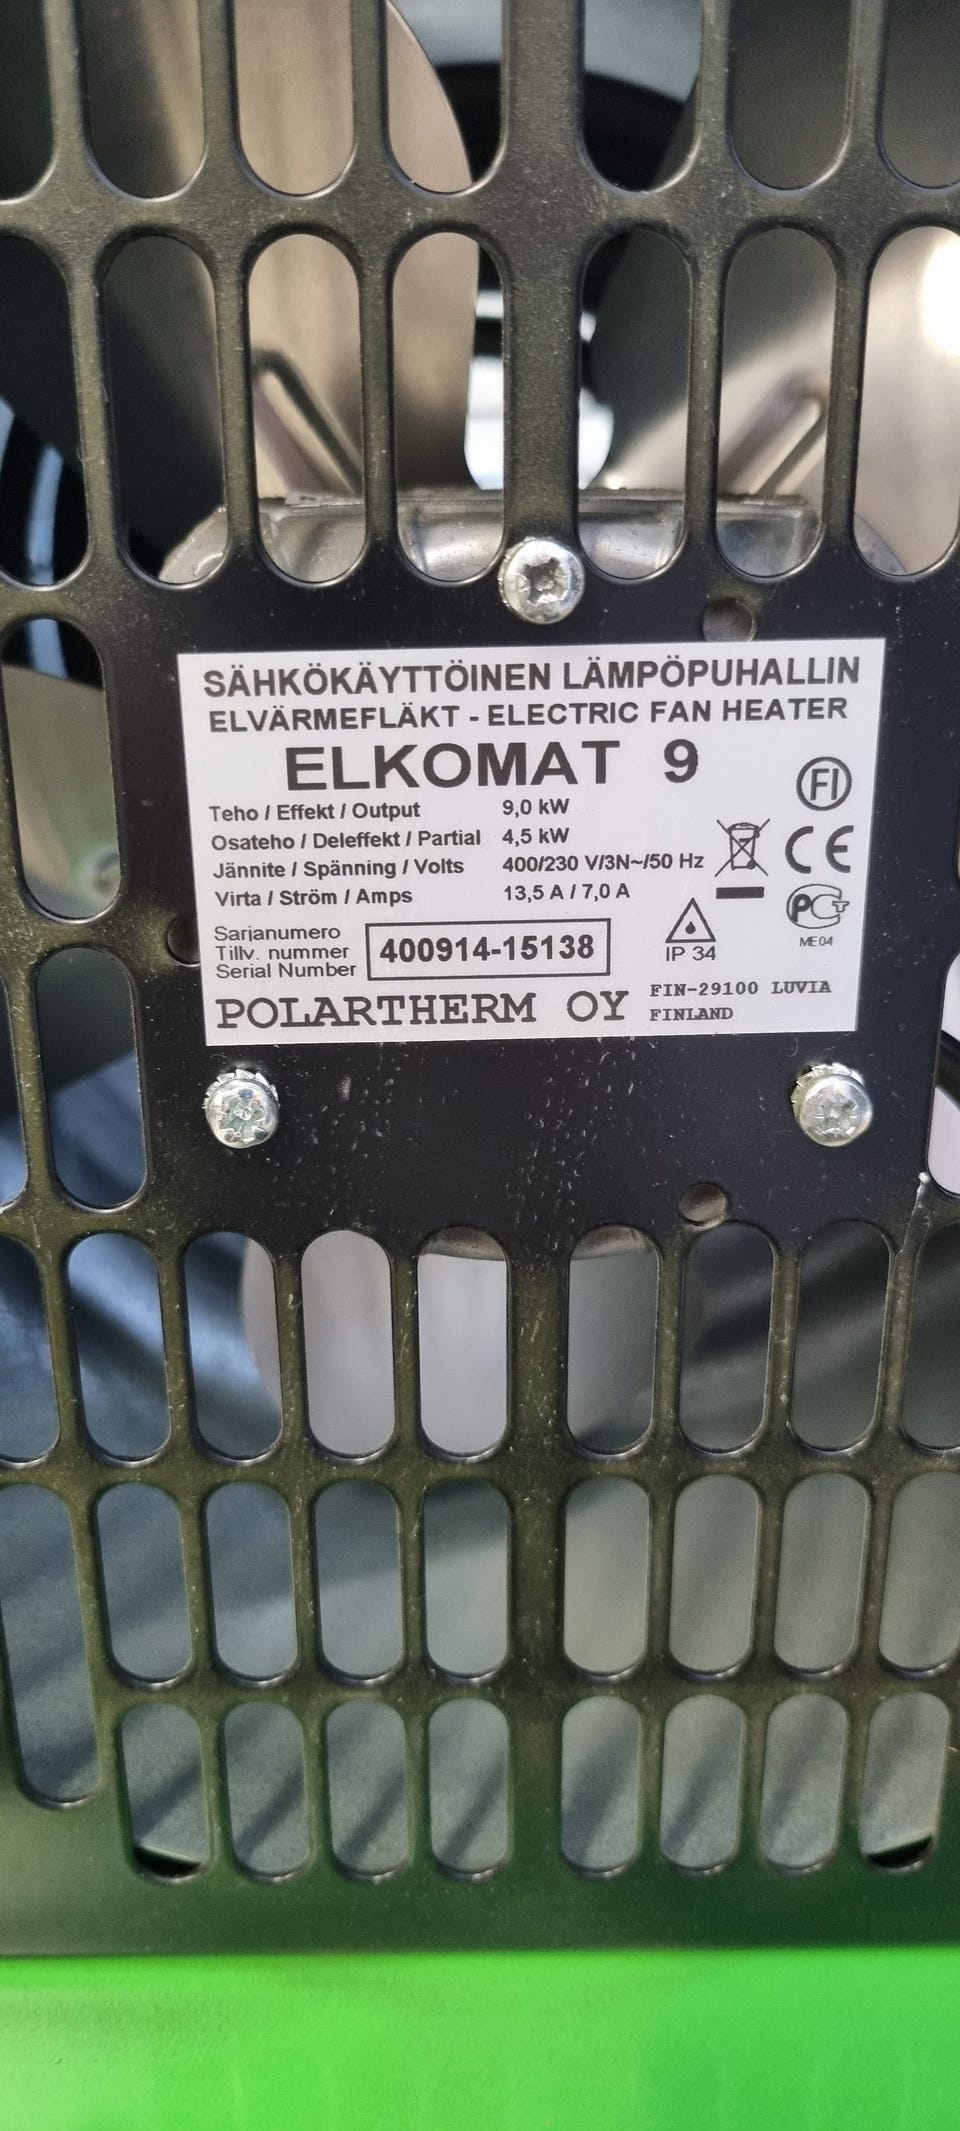 SÄHKÖKÄYTTÖINEN LÄMPÖPUHALLIN
ELVÄRMEFLÄKT - ELECTRIC FAN HEATER
ELKOMAT 9
FI
Teho / Effekt / Output 9,0 kW
Osateho / Deleffekt / Partial 4,5 kW
CE
Jännite / Spänning / Volts 400/230 V/3N~/50 Hz
Virta / Ström / Amps 13,5 A / 7,0 A
PCT
ME04
IP 34
Sarjanumero
Tillv. nummer
Serial Number
400914-15138
POLARTHERM OY
FIN-29100 LUVIA
FINLAND